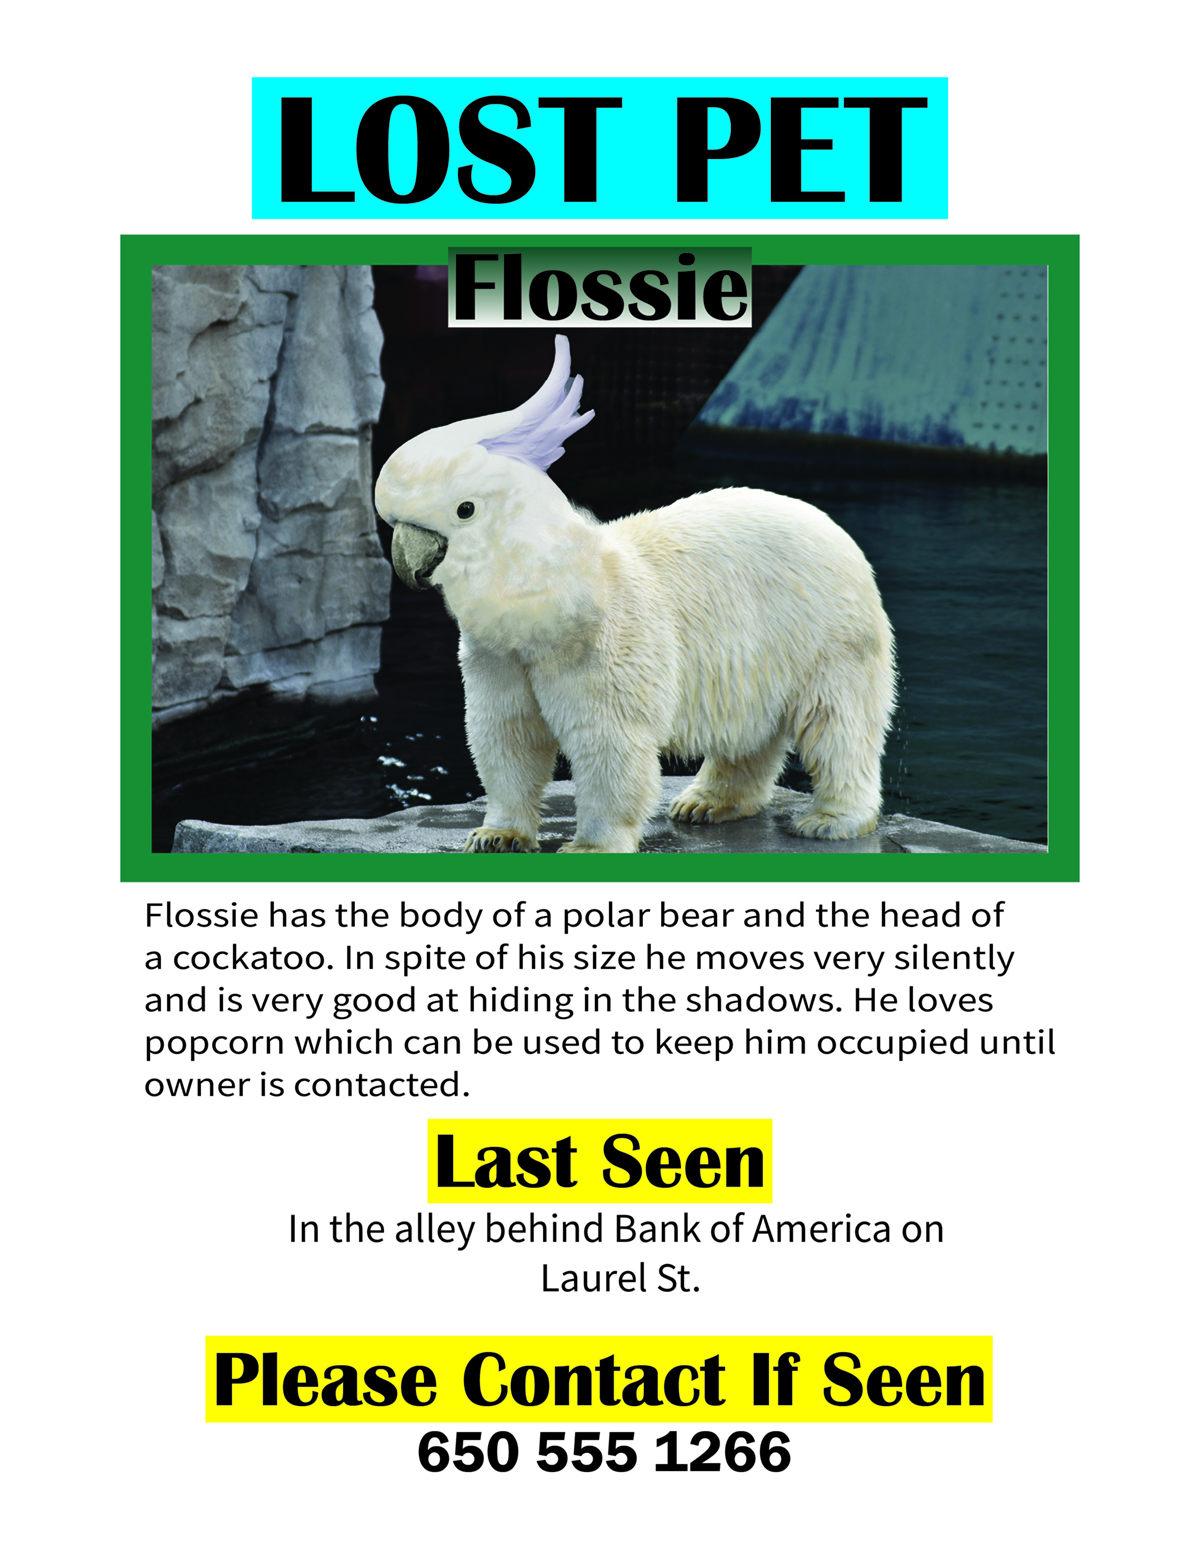 LOST PET
Flossie
Flossie has the body of a polar bear and the head of
a cockatoo. In spite of his size he moves very silently
and is very good at hiding in the shadows. He loves
popcorn which can be used to keep him occupied until
owner is contacted.
Last Seen
In the alley behind Bank of America on
Laurel St.
Please Contact If Seen
650 555 1266